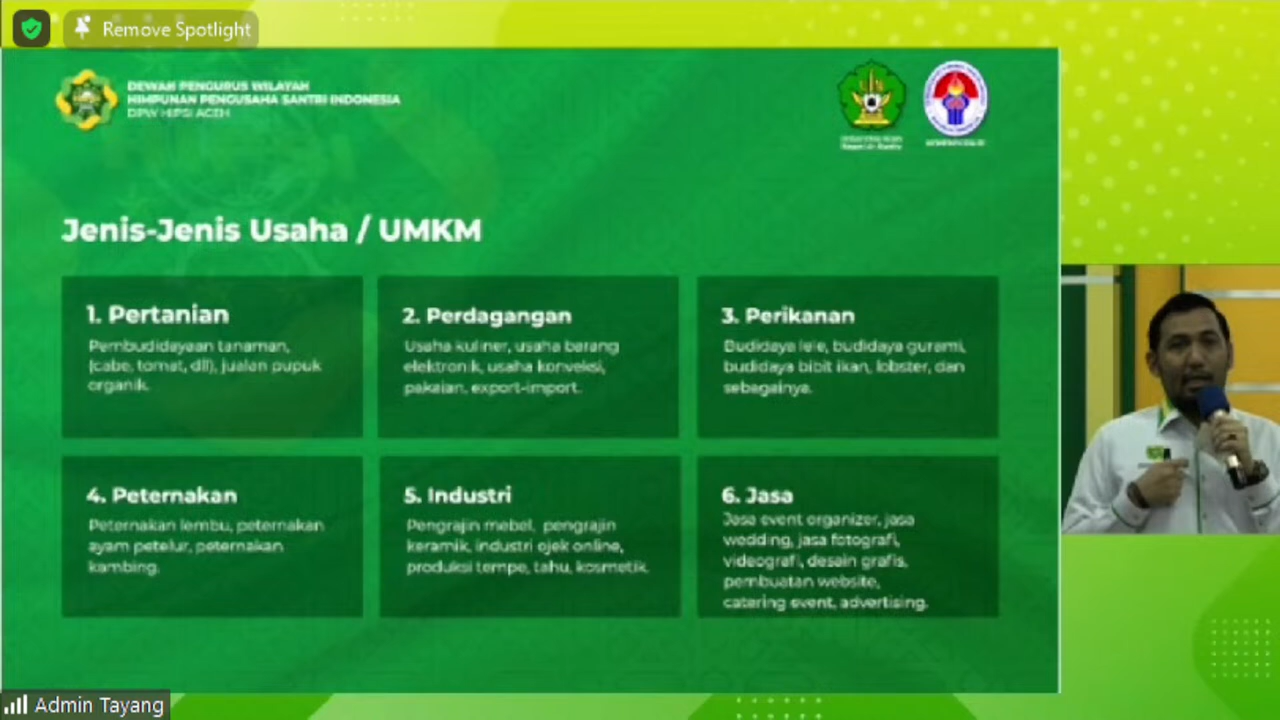 Remove Spotlight
DEWAN PENGURUS WILAYAH
HIMPUNAN PENGUSAHA SANTRI INDONESIA
DPW HIPSI ACEH
Jenis-Jenis Usaha / UMKM
1. Pertanian
Pembudidayaan tanaman,
(cabe, tomat, dll), jualan pupuk
organik.
2. Perdagangan
Usaha kuliner, usaha barang
elektronik, usaha konveksi,
pakaian, export-import.
3. Perikanan
Budidaya lele, budidaya gurami,
budidaya bibit ikan, lobster, dan
sebagainya.
4. Peternakan
Peternakan lembu, peternakan
ayam petelur, peternakan
kambing.
5. Industri
Pengrajin mebel, pengrajin
keramik, industri ojek online,
produksi tempe, tahu, kosmetik.
6. Jasa
Jasa event organizer, jasa
wedding, jasa fotografi,
videografi, desain grafis,
pembuatan website,
catering event, advertising.
Admin Tayang